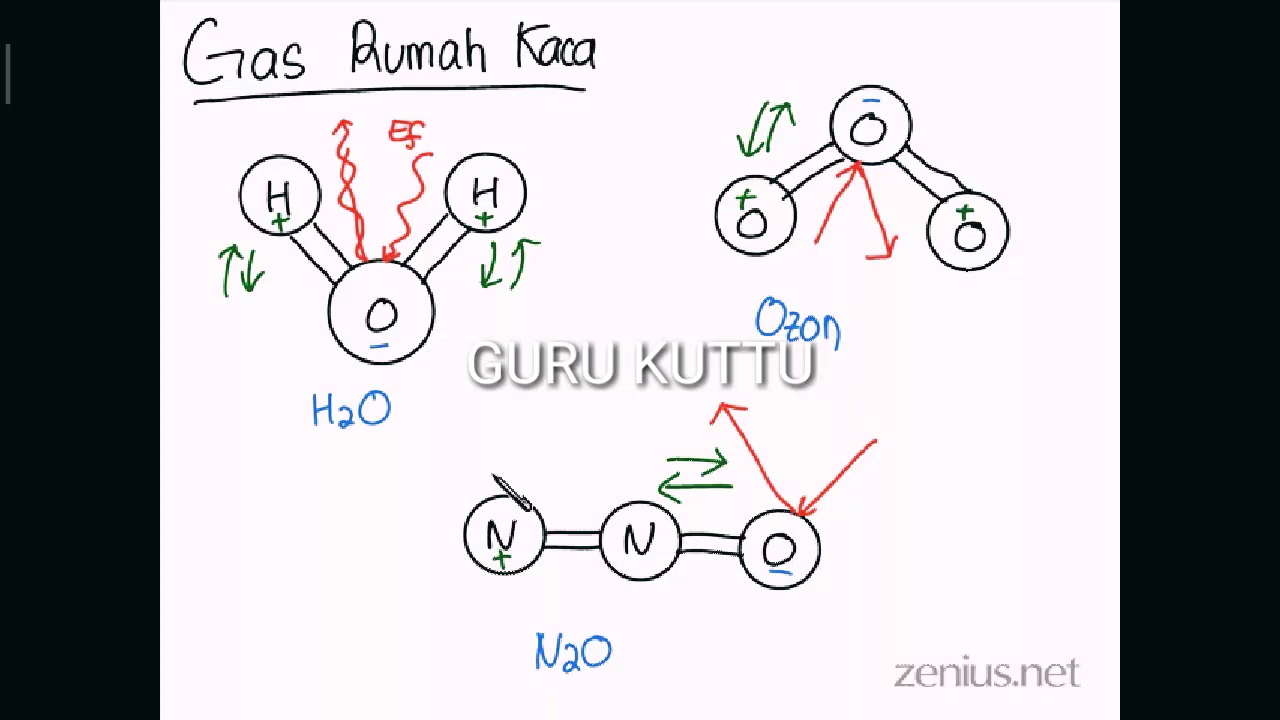 Gas Rumah Kaca
Ef
H
+
H
+
O
-
H2O
-
O
+
O
+
O
Ozon
GURU KUTTU
N
+
N
O
-
N2O
zenius.net